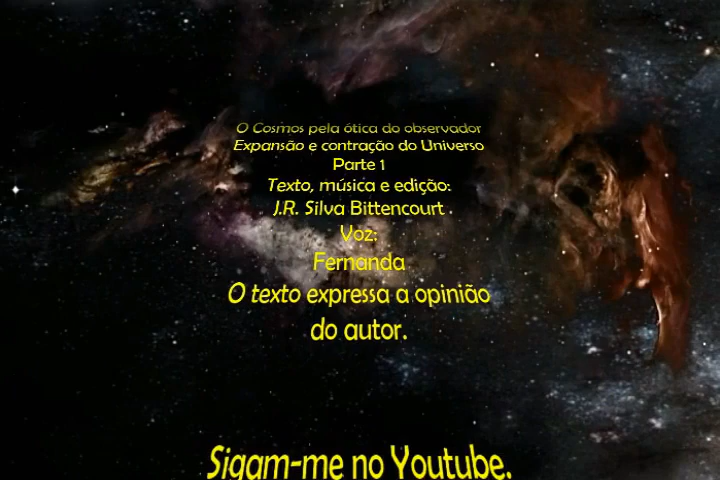 O Cosmos pela ótica do observador
Expansão e contração do Universo
Parte 1
Texto, música e edição:
J.R. Silva Bittencourt
Voz:
Fernanda
O texto expressa a opinião
do autor.
Sigam-me no Youtube.